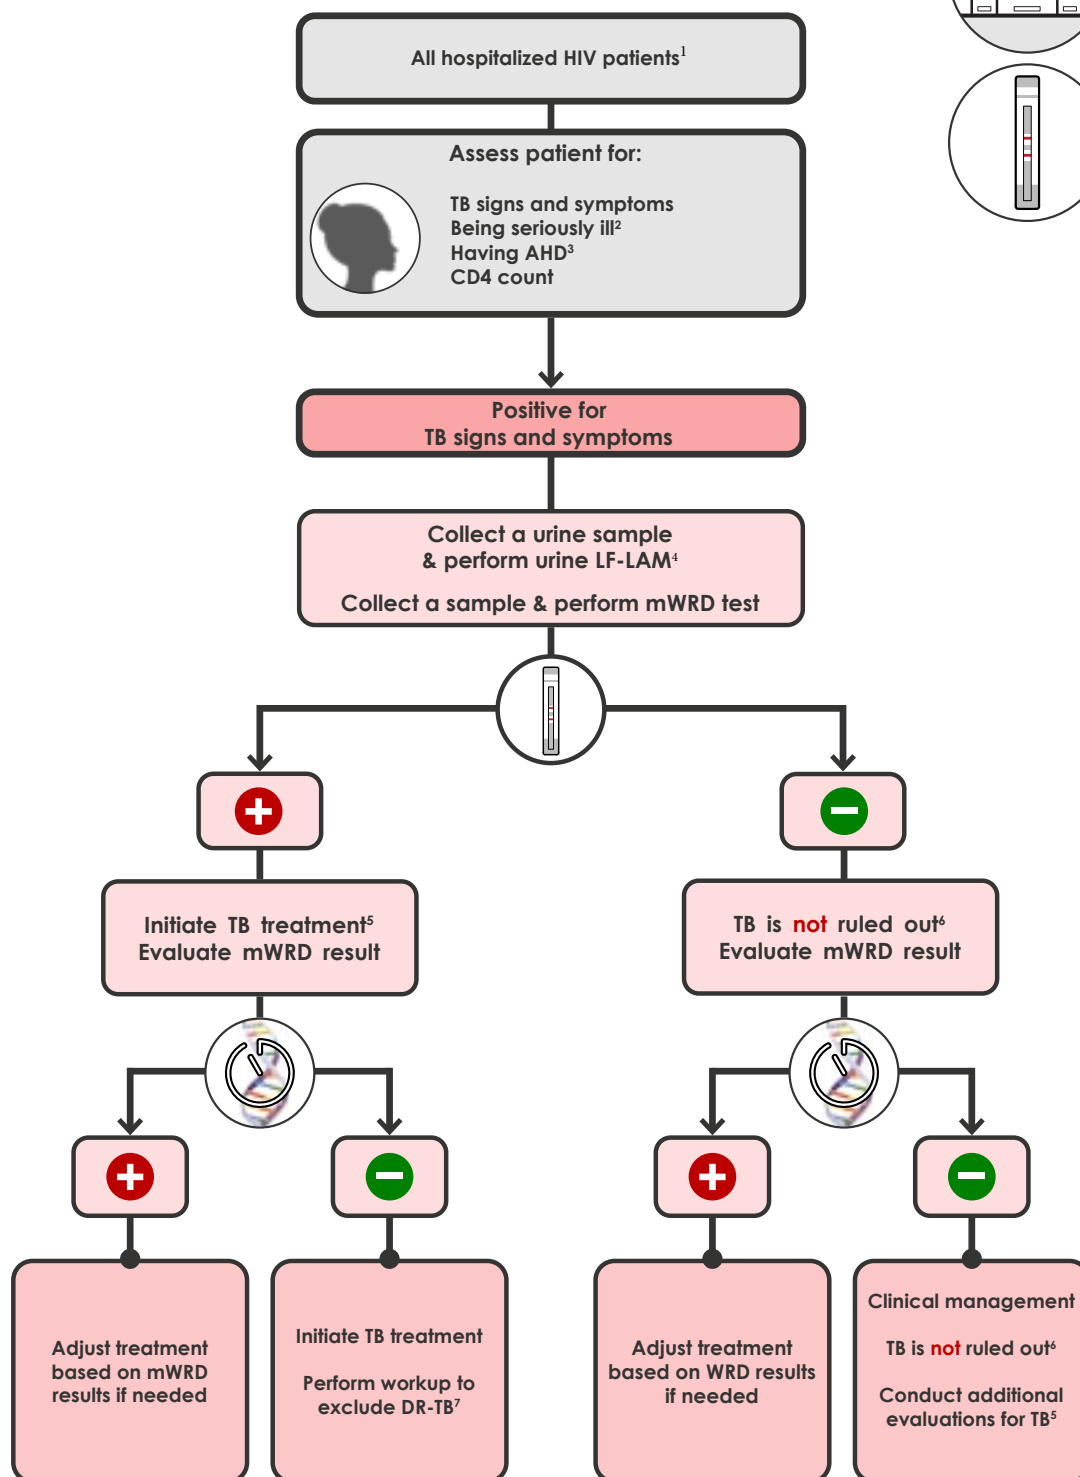 All hospitalized HIV patients¹
Assess patient for:
TB signs and symptoms
Being seriously ill²
Having AHD³
CD4 count
Positive for
TB signs and symptoms
Collect a urine sample
& perform urine LF-LAM⁴
Collect a sample & perform mWRD test
Initiate TB treatment⁵
Evaluate mWRD result
TB is not ruled out⁶
Evaluate mWRD result
Adjust treatment
based on mWRD
results if needed
Initiate TB treatment
Perform workup to
exclude DR-TB⁷
Adjust treatment
based on WRD results
if needed
Clinical management
TB is not ruled out⁶
Conduct additional
evaluations for TB⁵